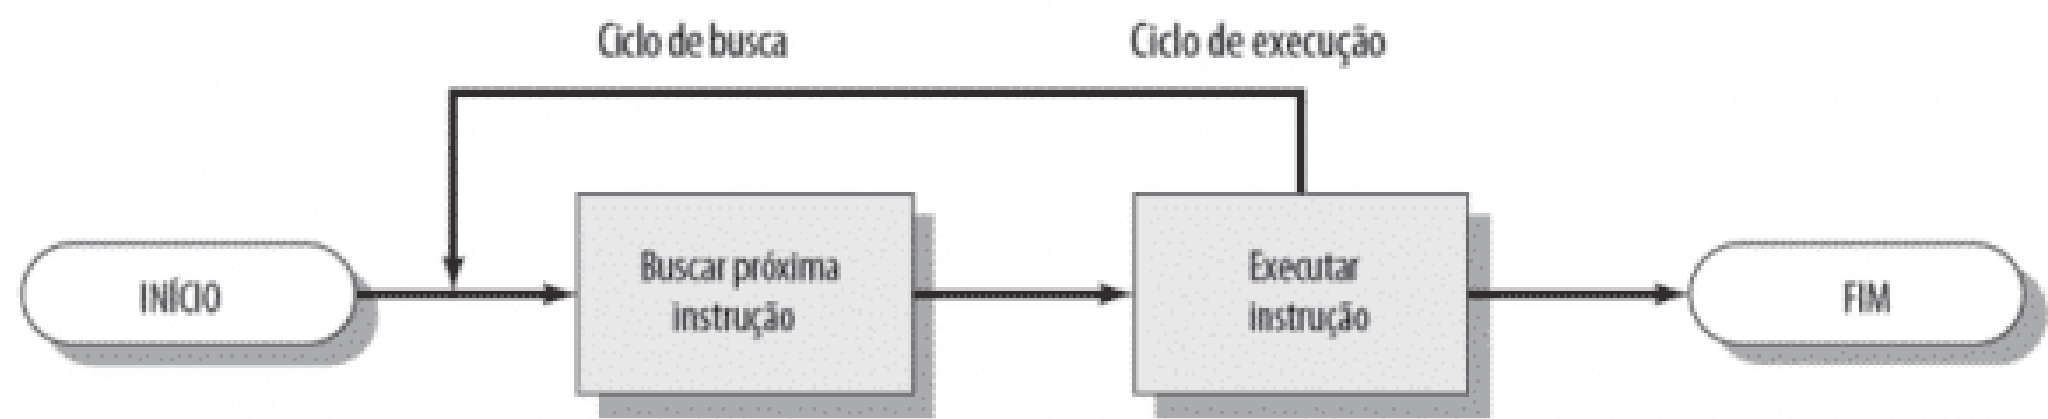 Ciclo de busca
Ciclo de execução
INÍCIO
Buscar próxima
instrução
Executar
instrução
FIM